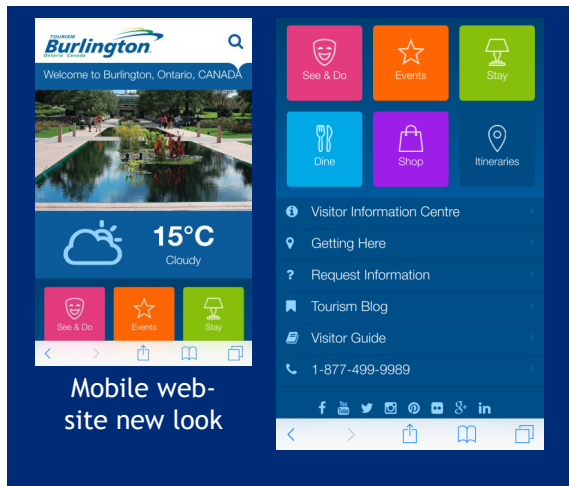 TOURISM
Burlington
Ontario Canada
Welcome to Burlington, Ontario, CANADA
15°C
Cloudy
See & Do
Events
Stay
Mobile web-
site new look
See & Do
Events
Stay
Dine
Shop
Itineraries
Visitor Information Centre
Getting Here
Request Information
Tourism Blog
Visitor Guide
1-877-499-9989